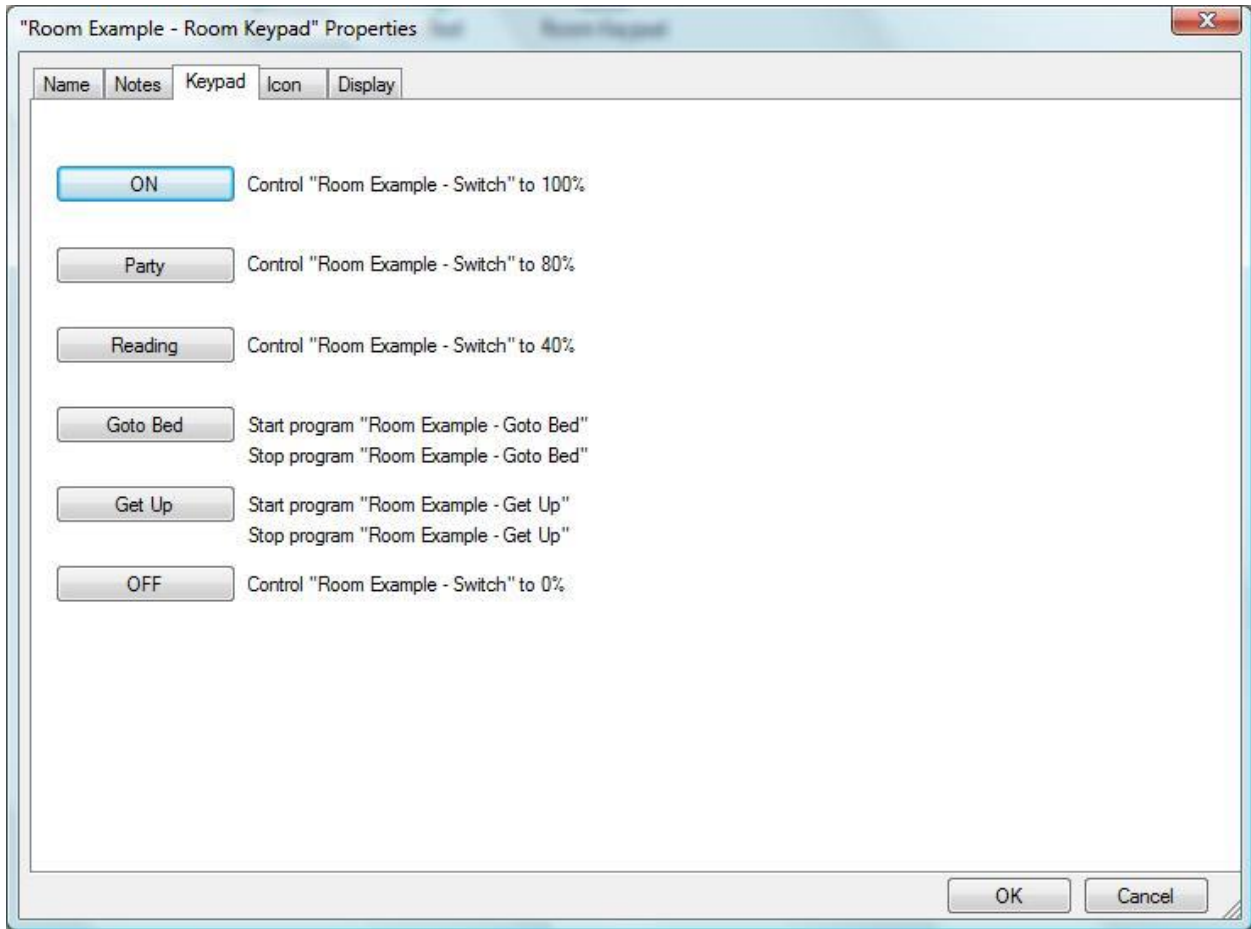 "Room Example - Room Keypad" Properties
Name Notes Keypad Icon Display
ON Control "Room Example - Switch" to 100%
Party Control "Room Example - Switch" to 80%
Reading Control "Room Example - Switch" to 40%
Goto Bed Start program "Room Example - Goto Bed"
Stop program "Room Example - Goto Bed"
Get Up Start program "Room Example - Get Up"
Stop program "Room Example - Get Up"
OFF Control "Room Example - Switch" to 0%
OK Cancel